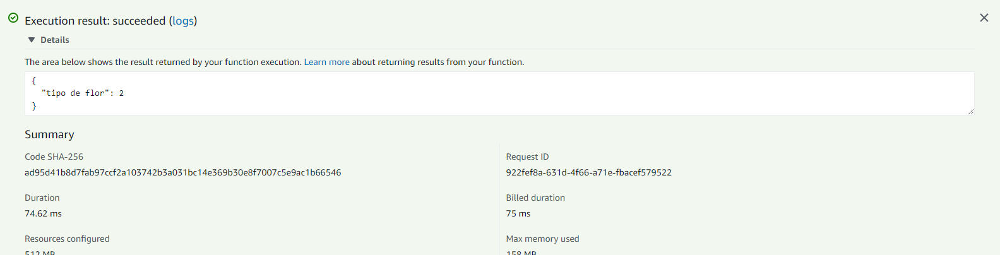 Execution result: succeeded (logs)
Details
The area below shows the result returned by your function execution. Learn more about returning results from your function.
{
"tipo de flor": 2
}
Summary
Code SHA-256
ad95d41b8d7fab97ccf2a103742b3a031bc14e369b30e8f7007c5e9ac1b66546
Request ID
922fef8a-631d-4f66-a71e-fbacef579522
Duration
74.62 ms
Billed duration
75 ms
Resources configured
512 MB
Max memory used
158 MB